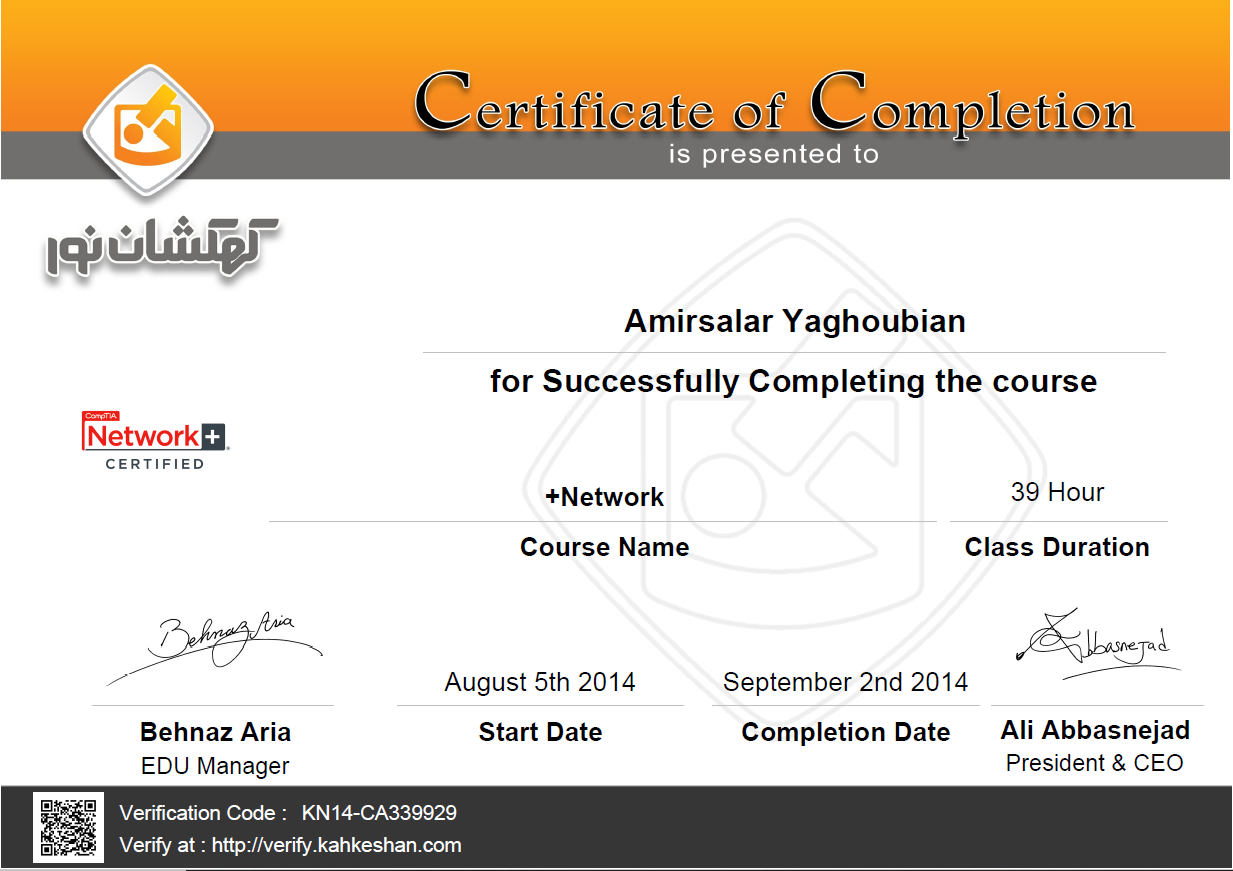 Certificate of Completion
is presented to
کهکشان نور
Amirsalar Yaghoubian
for Successfully Completing the course
CompTIA
Network+
CERTIFIED
+Network
39 Hour
Course Name
Class Duration
Behnaz Aria
Abbasnejad
August 5th 2014
September 2nd 2014
Behnaz Aria
Start Date
Completion Date
Ali Abbasnejad
EDU Manager
President & CEO
Verification Code : KN14-CA339929
Verify at : http://verify.kahkeshan.com